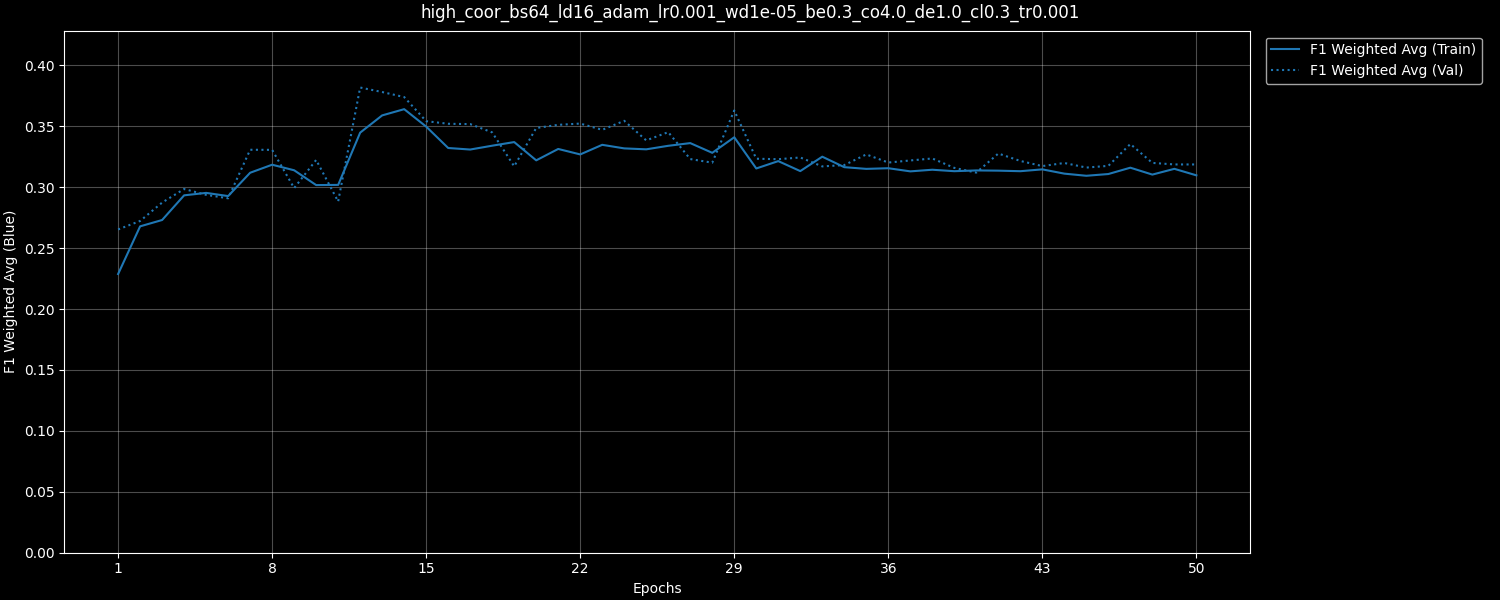 high_coor_bs64_ld16_adam_lr0.001_wd1e-05_be0.3_co4.0_de1.0_cl0.3_tr0.001
F1 Weighted Avg (Train)
F1 Weighted Avg (Val)
F1 Weighted Avg (Blue)
0.40
0.35
0.30
0.25
0.20
0.15
0.10
0.05
0.00
1 8 15 22 29 36 43 50
Epochs